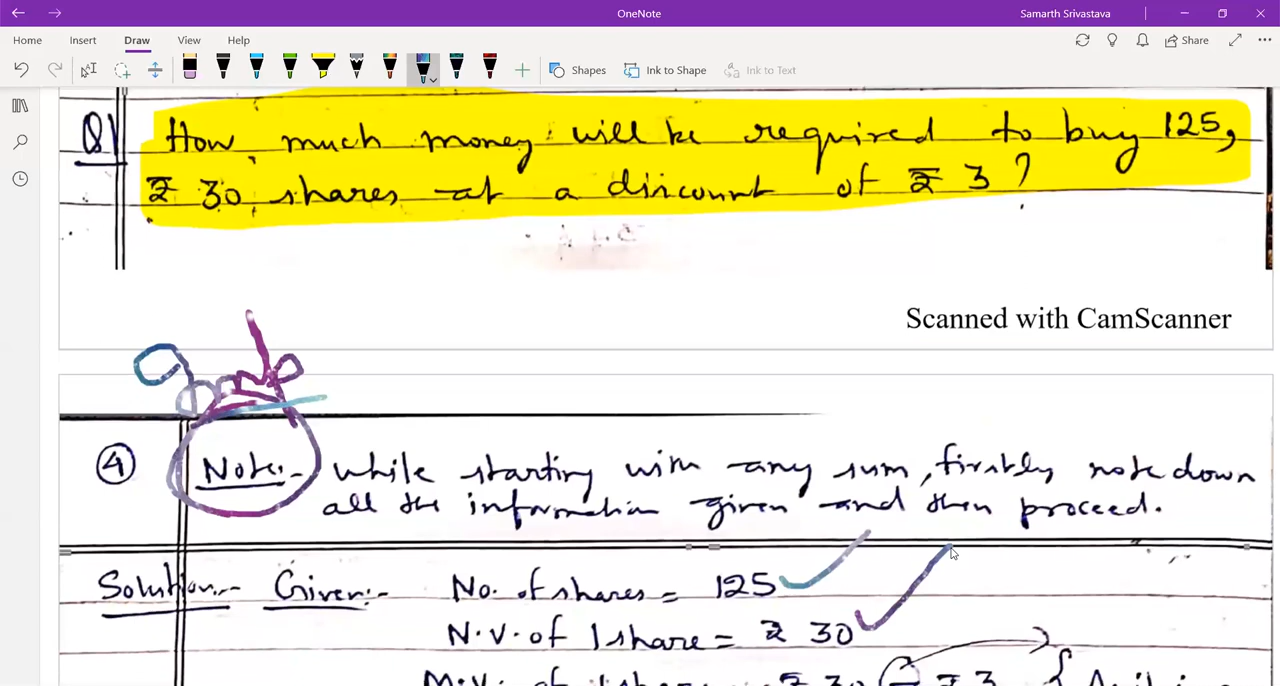 OneNote
Samarth Srivastava
Home Insert Draw View Help
Share
Shapes
Ink to Shape
Ink to Text
Q1 How much money will be required to buy 125,
₹ 30 shares at a discount of ₹ 3?
Scanned with CamScanner
④ Note:- While starting with any sum, firstly note down
all the information given and then proceed.
Solution:- Given:- No. of shares = 125
N.V. of 1 share = ₹ 30
₹ 30 - ₹ 3